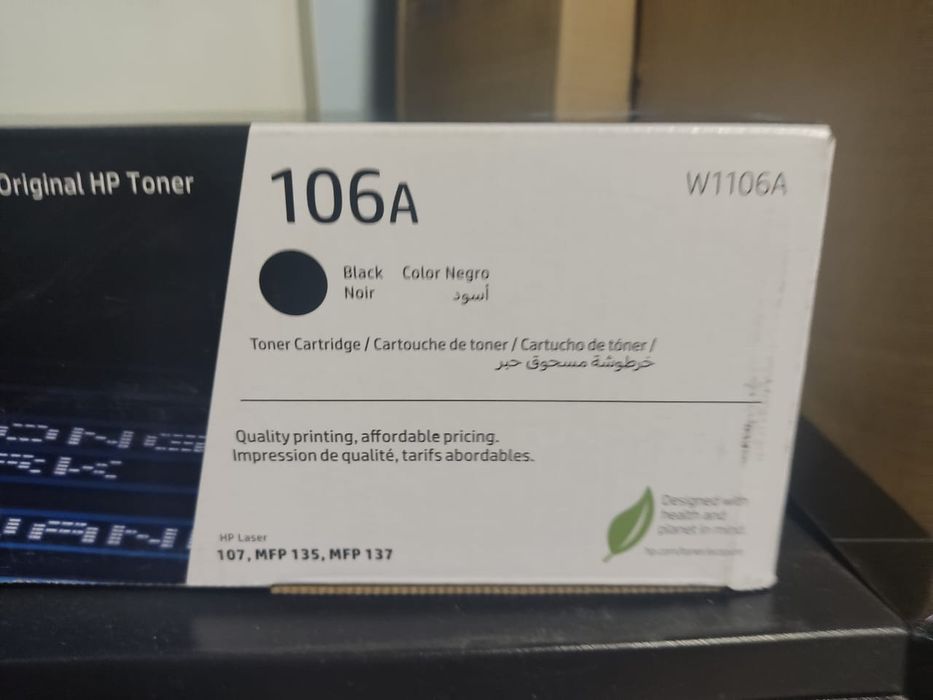 Original HP Toner
106A
W1106A
Black Color Negro
Noir أسود
Toner Cartridge / Cartouche de toner / Cartucho de tóner /
خرطوشة مسحوق حبر
Quality printing, affordable pricing.
Impression de qualité, tarifs abordables.
Designed with
health and
planet in mind.
HP Laser
107, MFP 135, MFP 137